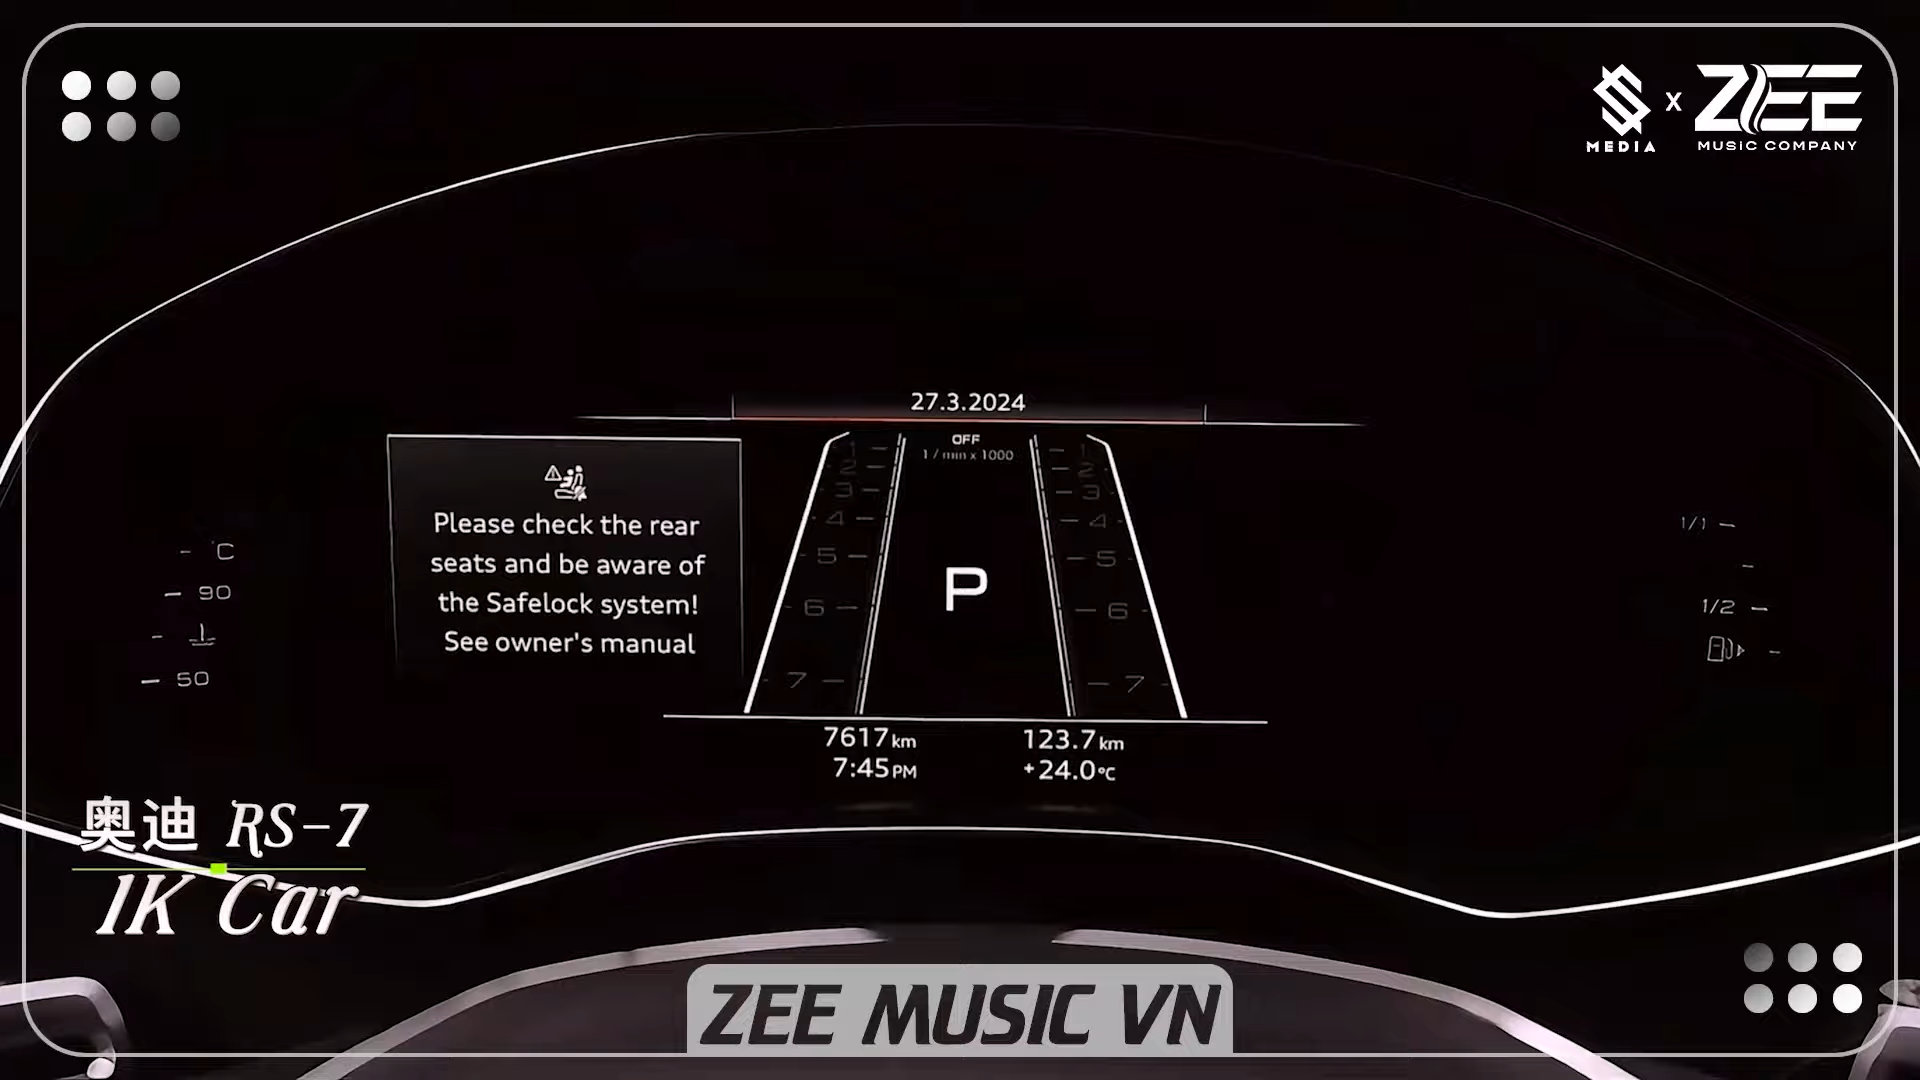 MEDIA
X
ZEE
MUSIC COMPANY
27.3.2024
OFF
1 / min x 1000
Please check the rear
seats and be aware of
the Safelock system!
See owner's manual
P
1
2
3
4
5
6
7
1
2
3
4
5
6
7
°C
90
50
1/1
1/2
7617 km
123.7 km
7:45 PM
+24.0 °C
奥迪 RS-7
1K Car
ZEE MUSIC VN